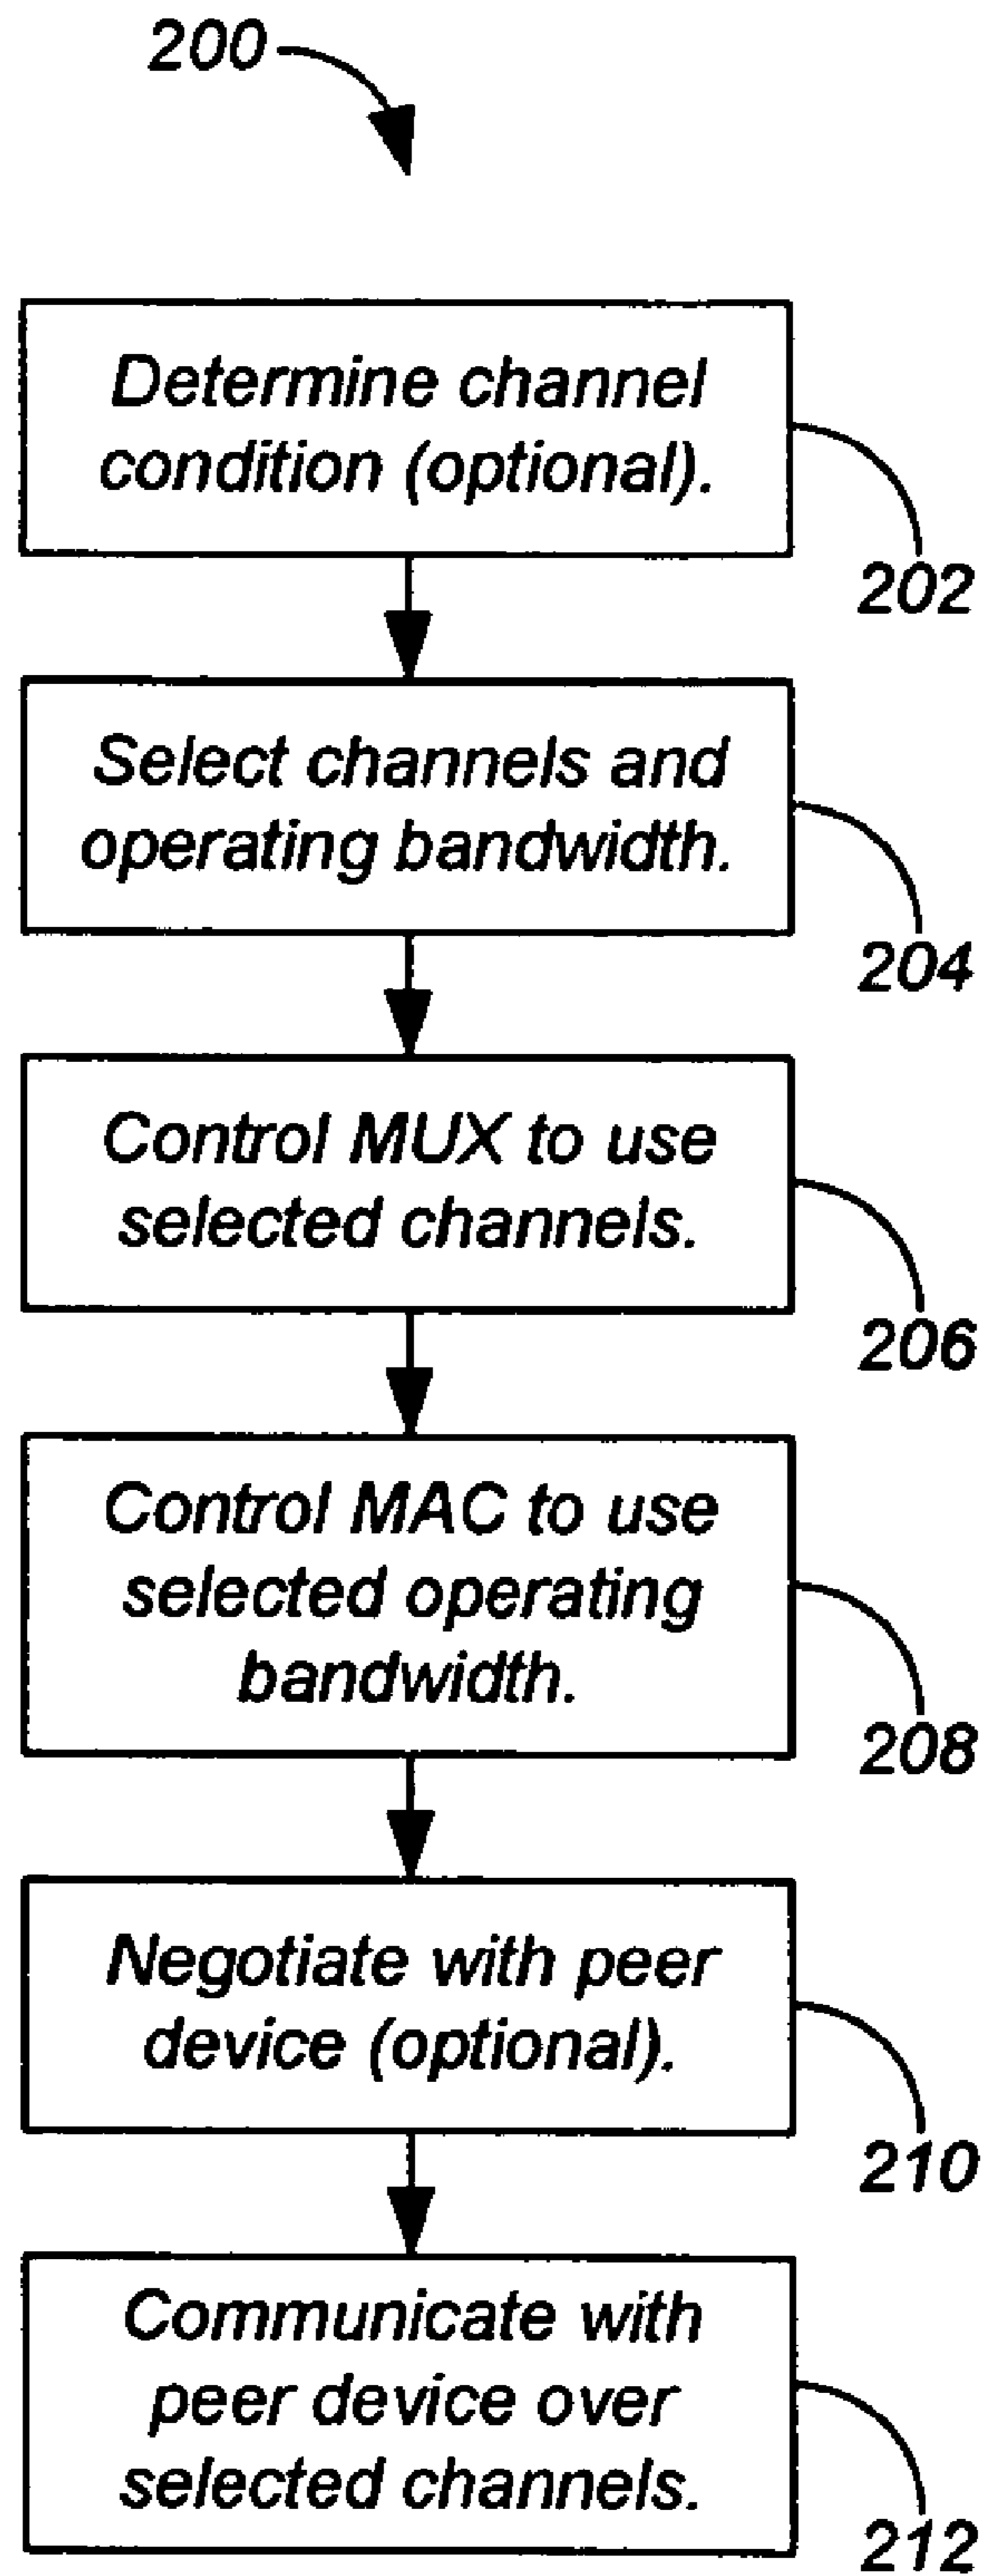 200
Determine channel
condition (optional).
202
Select channels and
operating bandwidth.
204
Control MUX to use
selected channels.
206
Control MAC to use
selected operating
bandwidth.
208
Negotiate with peer
device (optional).
210
Communicate with
peer device over
selected channels.
212